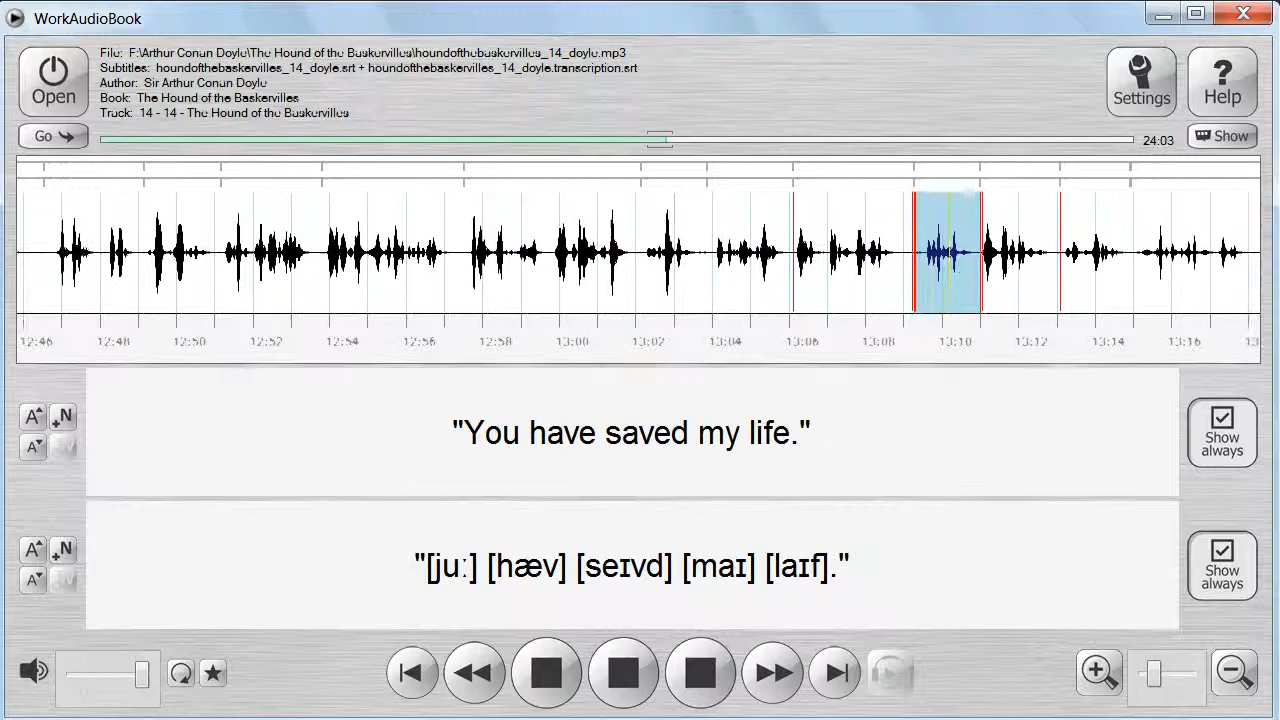 WorkAudioBook
Open
File: F:\Arthur Conan Doyle\The Hound of the Baskervilles\houndofthebaskervilles_14_doyle.mp3
Subtitles: houndofthebaskervilles_14_doyle.srt + houndofthebaskervilles_14_doyle.transcription.srt
Author: Sir Arthur Conan Doyle
Book: The Hound of the Baskervilles
Track: 14 - 14 - The Hound of the Baskervilles
Settings
Help
Go
24:03
Show
12:46 12:48 12:50 12:52 12:54 12:56 12:58 13:00 13:02 13:04 13:06 13:08 13:10 13:12 13:14 13:16 13
A N
A
"You have saved my life."
Show always
A N
A
"[juː] [hæv] [seɪvd] [maɪ] [laɪf]."
Show always